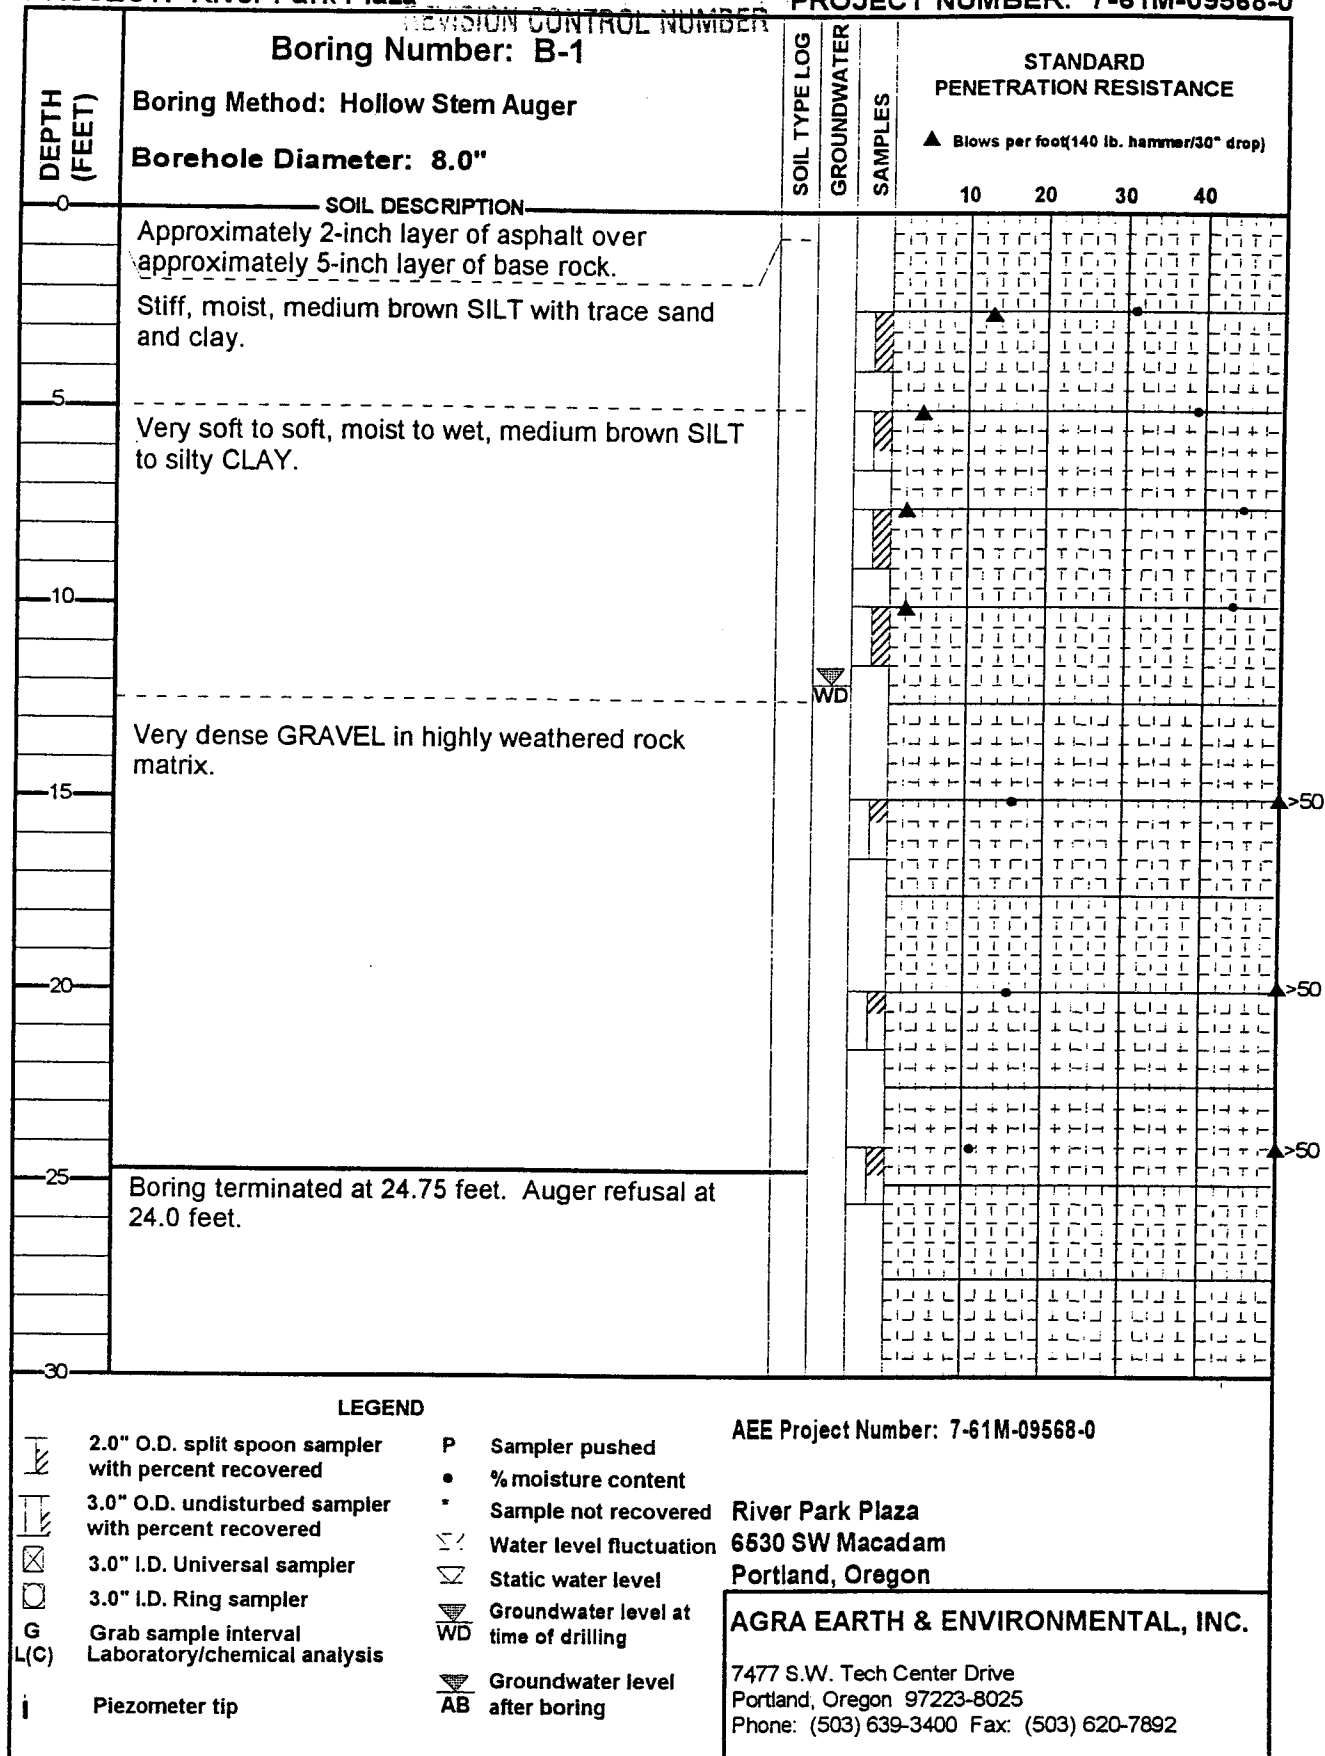 River Park Plaza
PROJECT NUMBER: 7-61M-09568-0
REVISION CONTROL NUMBER
Boring Number: B-1
Boring Method: Hollow Stem Auger
Borehole Diameter: 8.0"
DEPTH
(FEET)
SOIL TYPE LOG
GROUNDWATER
SAMPLES
STANDARD
PENETRATION RESISTANCE
▲ Blows per foot(140 lb. hammer/30" drop)
10 20 30 40
0
SOIL DESCRIPTION
Approximately 2-inch layer of asphalt over
approximately 5-inch layer of base rock.
Stiff, moist, medium brown SILT with trace sand
and clay.
5
Very soft to soft, moist to wet, medium brown SILT
to silty CLAY.
10
WD
Very dense GRAVEL in highly weathered rock
matrix.
15
>50
20
>50
>50
25
Boring terminated at 24.75 feet. Auger refusal at
24.0 feet.
30
LEGEND
2.0" O.D. split spoon sampler
with percent recovered
3.0" O.D. undisturbed sampler
with percent recovered
3.0" I.D. Universal sampler
3.0" I.D. Ring sampler
G Grab sample interval
L(C) Laboratory/chemical analysis
Piezometer tip
P Sampler pushed
• % moisture content
* Sample not recovered
Water level fluctuation
Static water level
Groundwater level at
WD time of drilling
Groundwater level
AB after boring
AEE Project Number: 7-61M-09568-0
River Park Plaza
6530 SW Macadam
Portland, Oregon
AGRA EARTH & ENVIRONMENTAL, INC.
7477 S.W. Tech Center Drive
Portland, Oregon 97223-8025
Phone: (503) 639-3400 Fax: (503) 620-7892